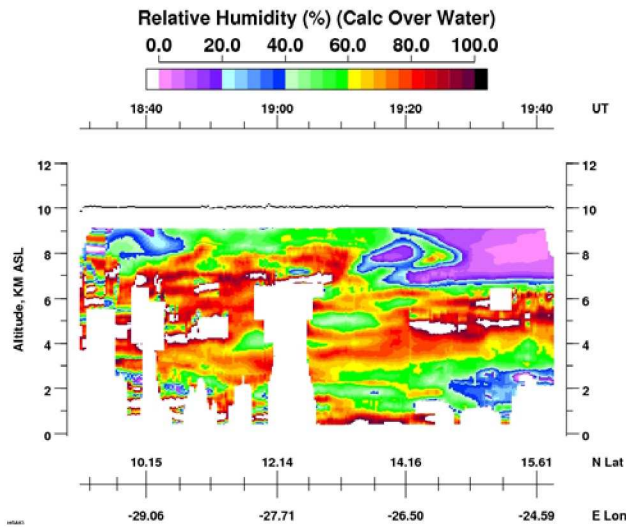 Relative Humidity (%) (Calc Over Water)
0.0 20.0 40.0 60.0 80.0 100.0
18:40 19:00 19:20 19:40 UT
12 12
10 10
8 8
6 6
4 4
2 2
0 0
Altitude, KM ASL
10.15 12.14 14.16 15.61 N Lat
-29.06 -27.71 -26.50 -24.59 E Lon